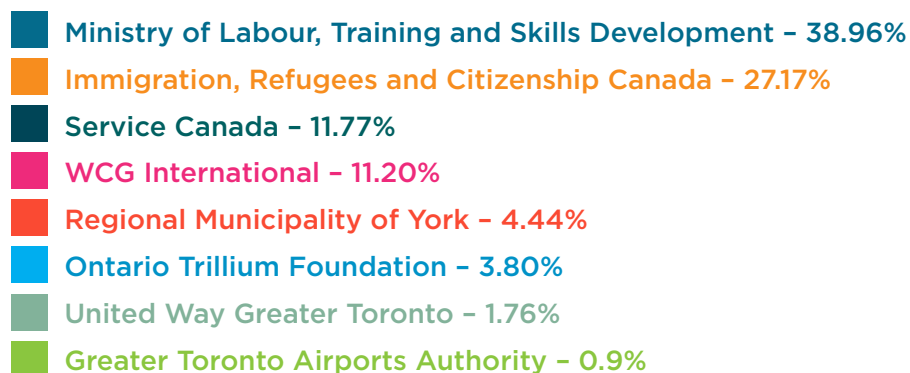 Ministry of Labour, Training and Skills Development – 38.96%
Immigration, Refugees and Citizenship Canada – 27.17%
Service Canada – 11.77%
WCG International – 11.20%
Regional Municipality of York – 4.44%
Ontario Trillium Foundation – 3.80%
United Way Greater Toronto – 1.76%
Greater Toronto Airports Authority – 0.9%